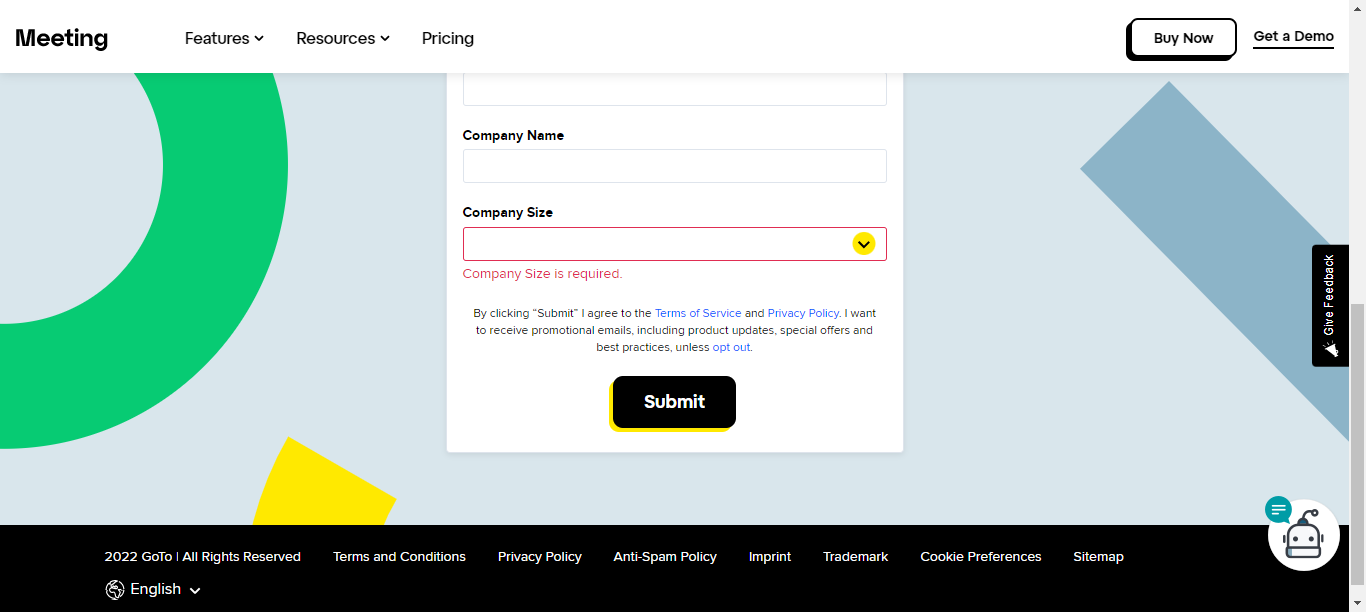 Meeting Features Resources Pricing Buy Now Get a Demo
Company Name
Company Size
Company Size is required.
By clicking “Submit” I agree to the Terms of Service and Privacy Policy. I want
to receive promotional emails, including product updates, special offers and
best practices, unless opt out.
Submit
Give Feedback
2022 GoTo | All Rights Reserved Terms and Conditions Privacy Policy Anti-Spam Policy Imprint Trademark Cookie Preferences Sitemap
English